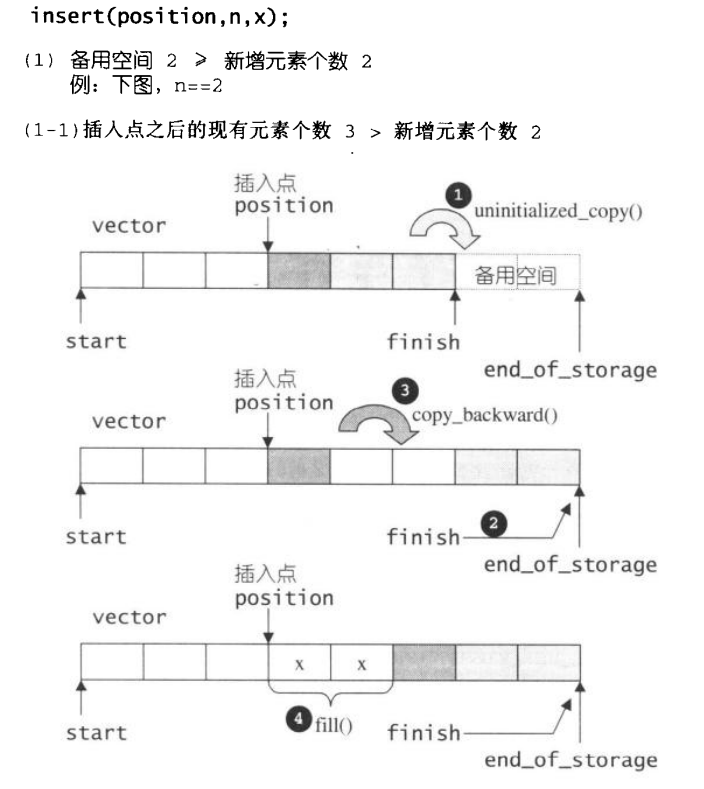 insert(position,n,x);
(1) 备用空间 2 ≥ 新增元素个数 2
例: 下图, n==2
(1-1)插入点之后的现有元素个数 3 > 新增元素个数 2
插入点
position
1
uninitialized_copy()
vector
备用空间
start
finish
end_of_storage
插入点
position
3
copy_backward()
vector
start
finish
2
end_of_storage
插入点
position
vector
x x
4 fill()
start
finish
end_of_storage